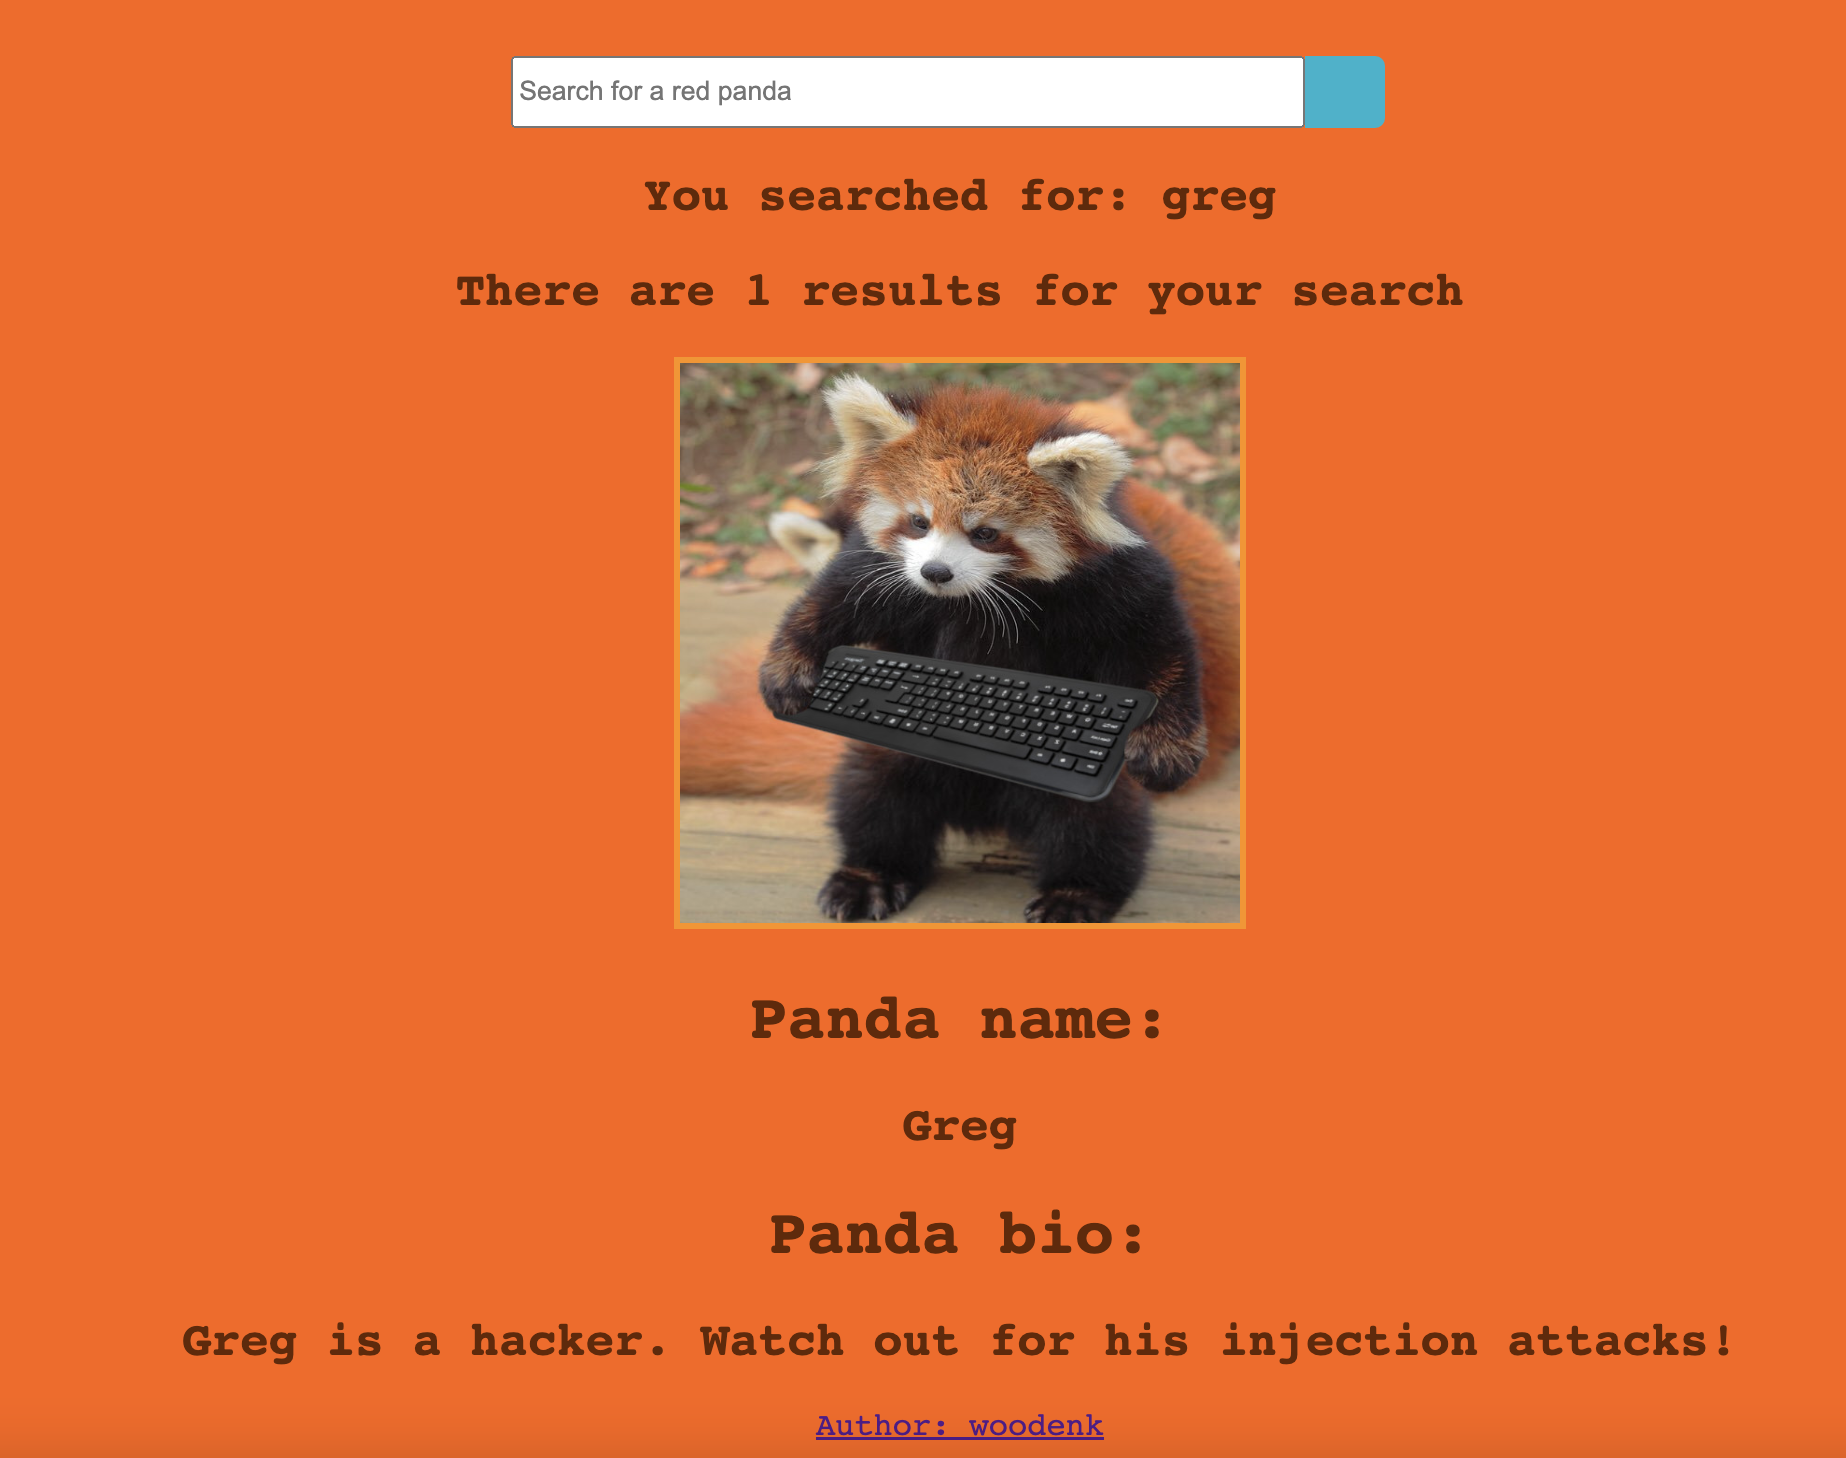 Search for a red panda
You searched for: greg
There are 1 results for your search
Panda name:
Greg
Panda bio:
Greg is a hacker. Watch out for his injection attacks!
Author: woodenk